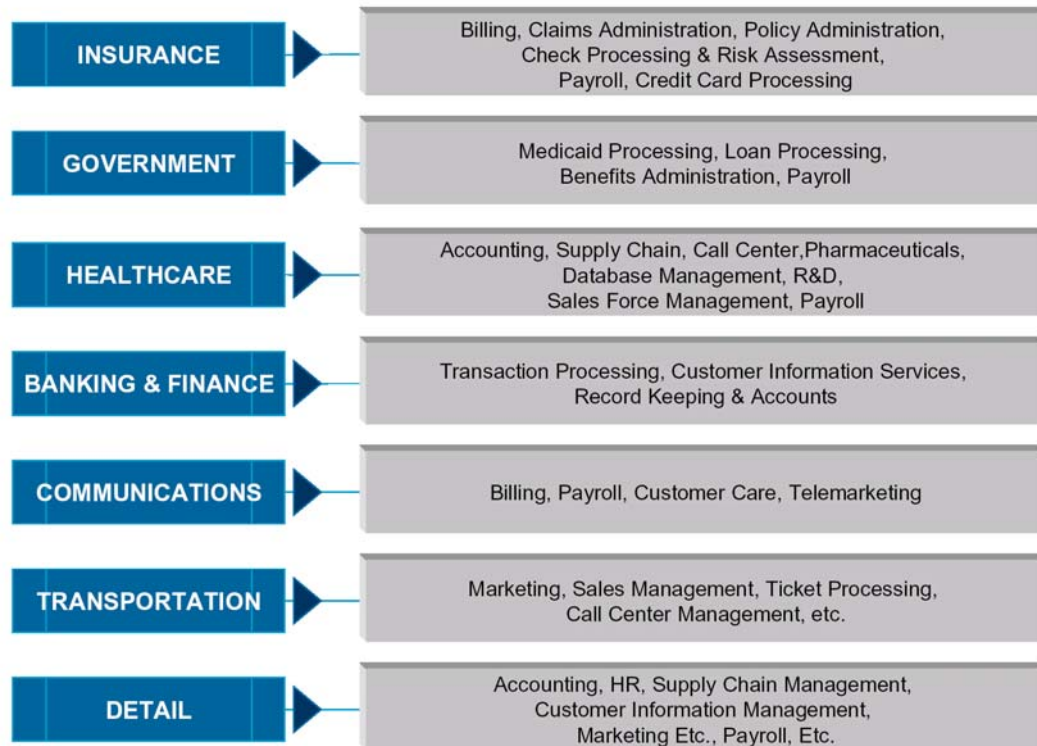 INSURANCE
Billing, Claims Administration, Policy Administration,
Check Processing & Risk Assessment,
Payroll, Credit Card Processing
GOVERNMENT
Medicaid Processing, Loan Processing,
Benefits Administration, Payroll
HEALTHCARE
Accounting, Supply Chain, Call Center,Pharmaceuticals,
Database Management, R&D,
Sales Force Management, Payroll
BANKING & FINANCE
Transaction Processing, Customer Information Services,
Record Keeping & Accounts
COMMUNICATIONS
Billing, Payroll, Customer Care, Telemarketing
TRANSPORTATION
Marketing, Sales Management, Ticket Processing,
Call Center Management, etc.
DETAIL
Accounting, HR, Supply Chain Management,
Customer Information Management,
Marketing Etc., Payroll, Etc.